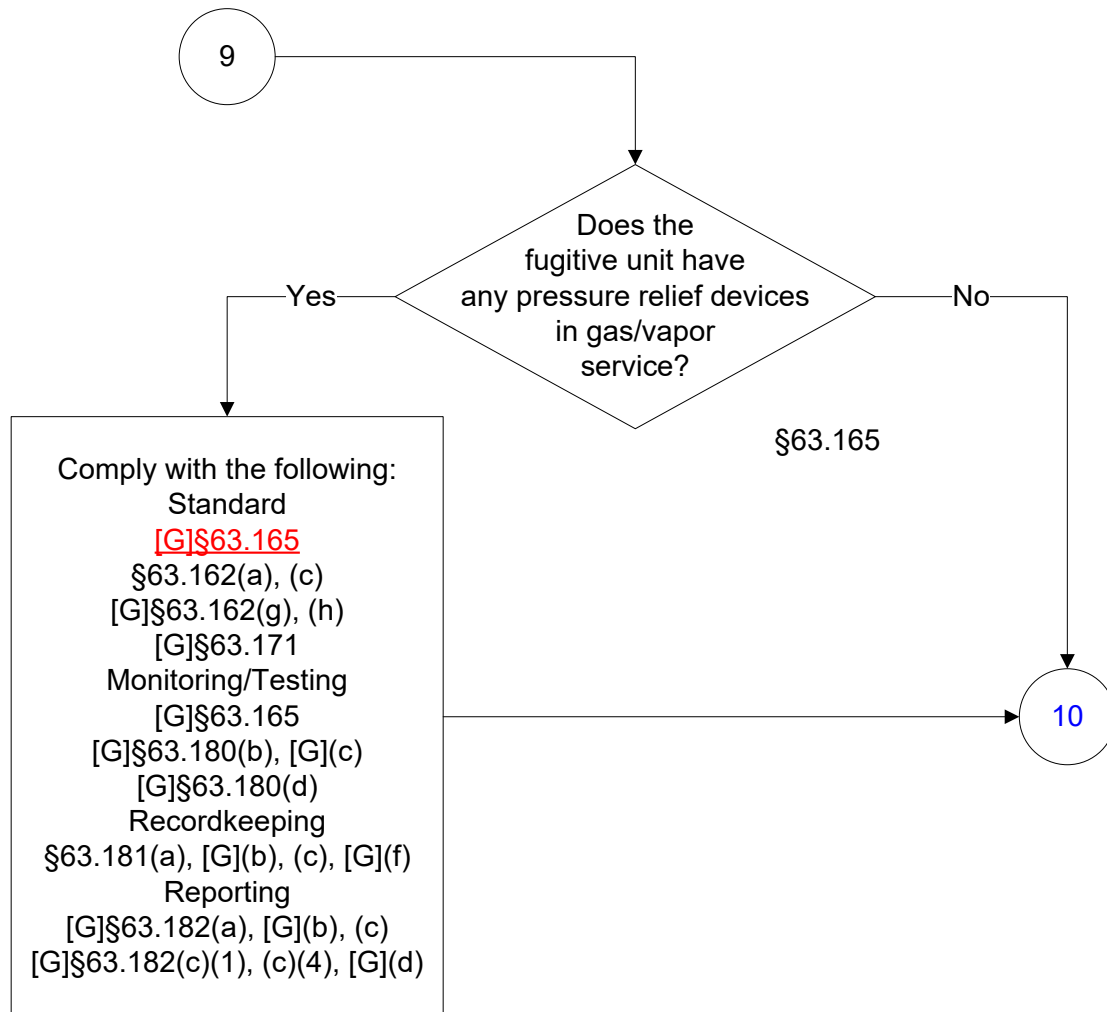 9
Does the
fugitive unit have
any pressure relief devices
in gas/vapor
service?
Yes
No
§63.165
Comply with the following:
Standard
[G]§63.165
§63.162(a), (c)
[G]§63.162(g), (h)
[G]§63.171
Monitoring/Testing
[G]§63.165
[G]§63.180(b), [G](c)
[G]§63.180(d)
Recordkeeping
§63.181(a), [G](b), (c), [G](f)
Reporting
[G]§63.182(a), [G](b), (c)
[G]§63.182(c)(1), (c)(4), [G](d)
10